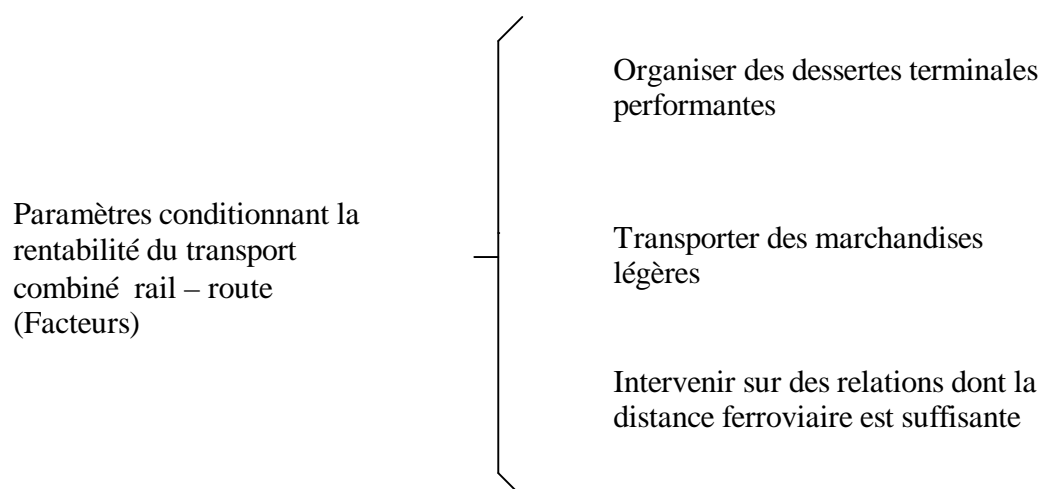 Paramètres conditionnant la
rentabilité du transport
combiné rail – route
(Facteurs)
Organiser des dessertes terminales
performantes
Transporter des marchandises
légères
Intervenir sur des relations dont la
distance ferroviaire est suffisante